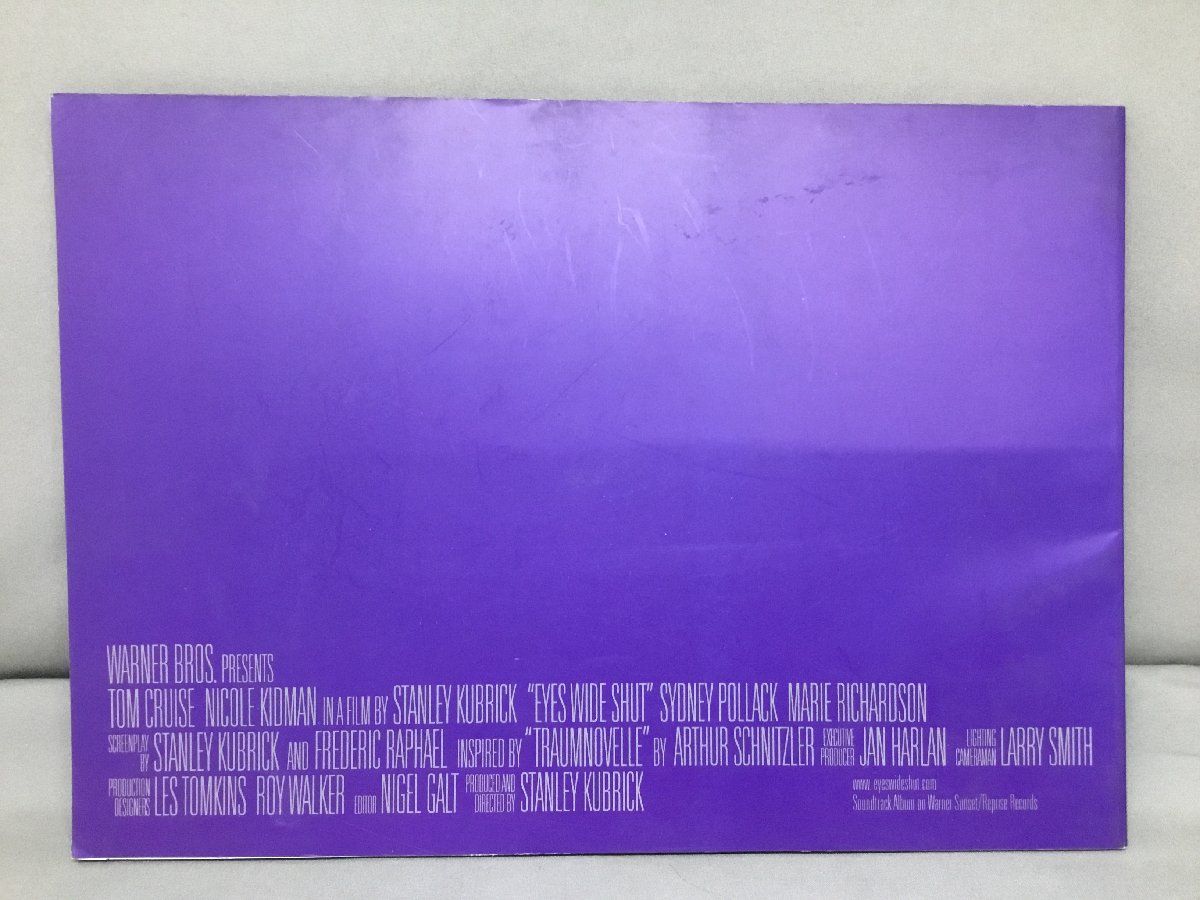 WARNER BROS. PRESENTS
TOM CRUISE NICOLE KIDMAN IN A FILM BY STANLEY KUBRICK "EYES WIDE SHUT" SYDNEY POLLACK MARIE RICHARDSON
SCREENPLAY BY STANLEY KUBRICK AND FREDERIC RAPHAEL INSPIRED BY "TRAUMNOVELLE" BY ARTHUR SCHNITZLER EXECUTIVE PRODUCER JAN HARLAN LIGHTING CAMERAMAN LARRY SMITH
PRODUCTION DESIGNERS LES TOMKINS ROY WALKER EDITOR NIGEL GALT PRODUCED AND DIRECTED BY STANLEY KUBRICK
www.eyeswideshut.com
Soundtrack Album on Warner Sunset/Reprise Records